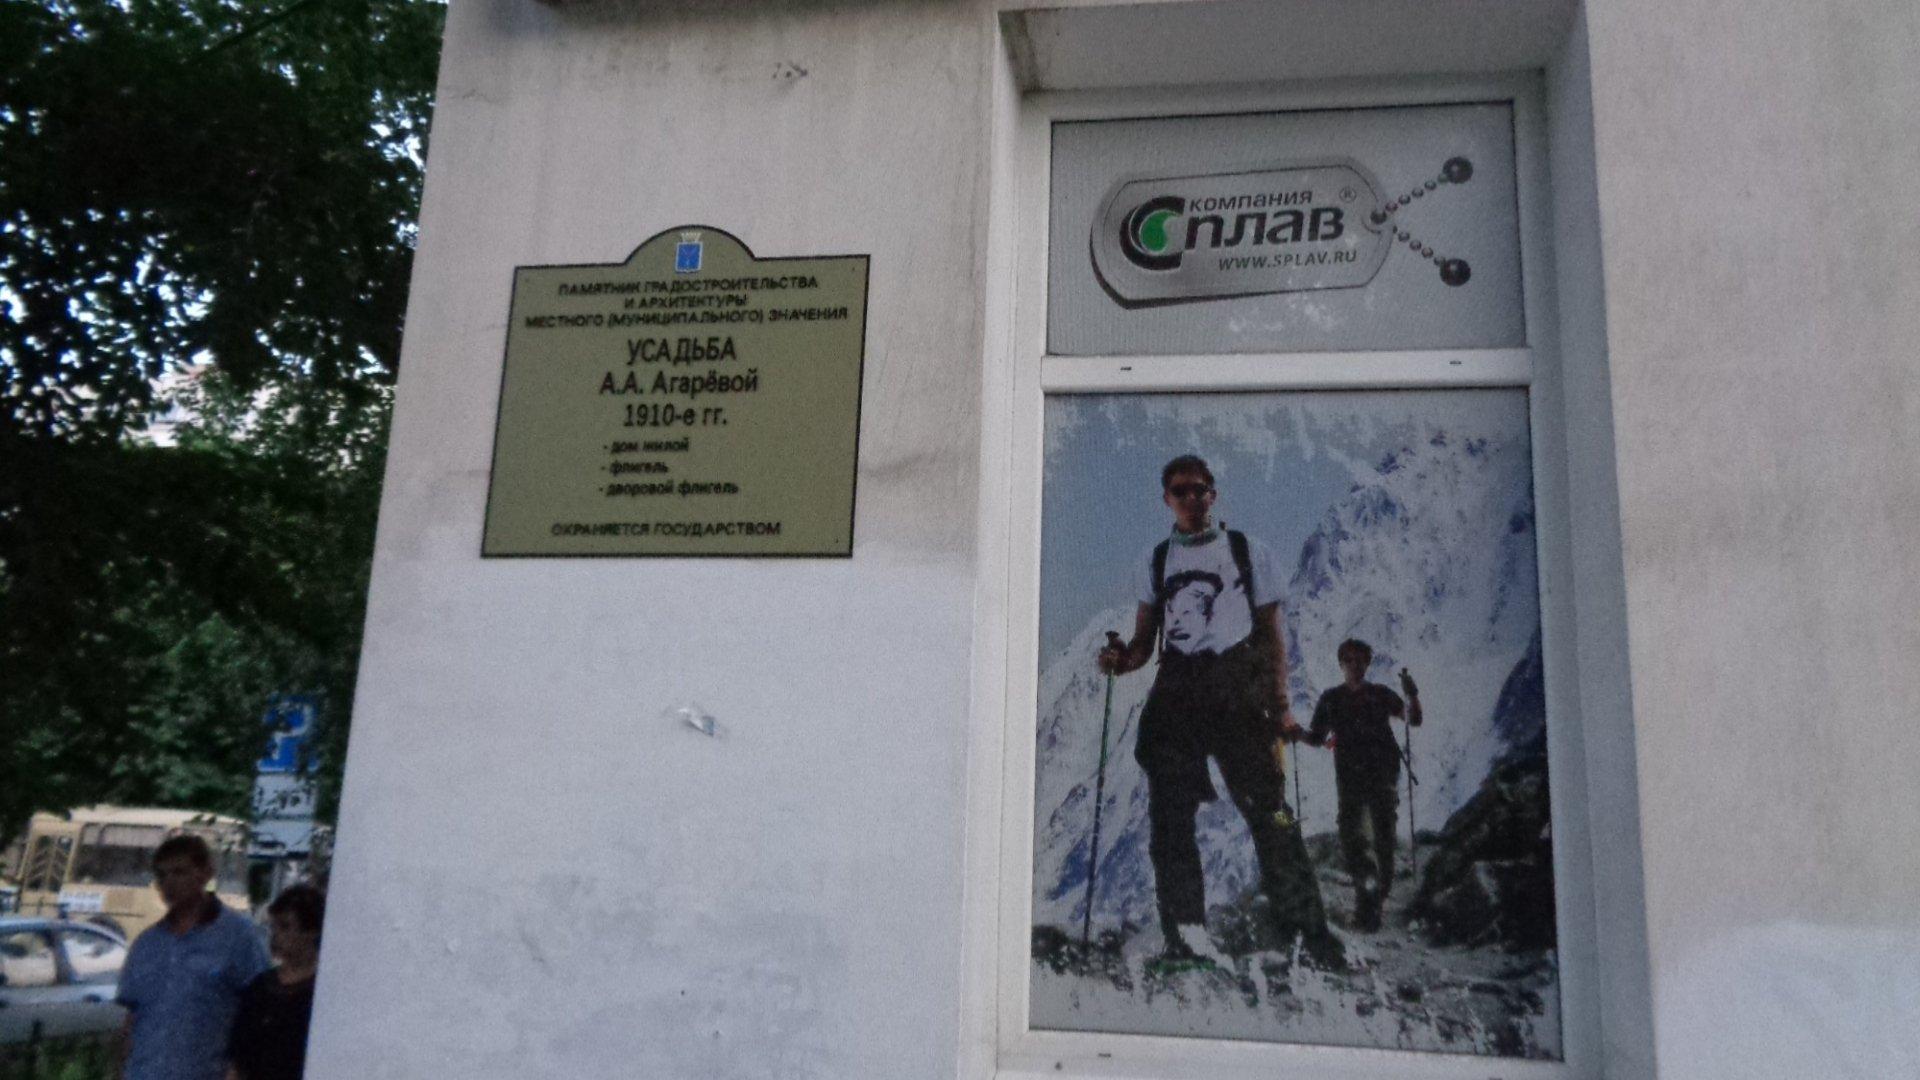 ПАМЯТНИК ГРАДОСТРОИТЕЛЬСТВА
И АРХИТЕКТУРЫ
МЕСТНОГО (МУНИЦИПАЛЬНОГО) ЗНАЧЕНИЯ
УСАДЬБА
А.А. Агарёвой
1910-е гг.
- дом жилой
- флигель
- дворовой флигель
ОХРАНЯЕТСЯ ГОСУДАРСТВОМ
компания
Сплав ®
WWW.SPLAV.RU
P